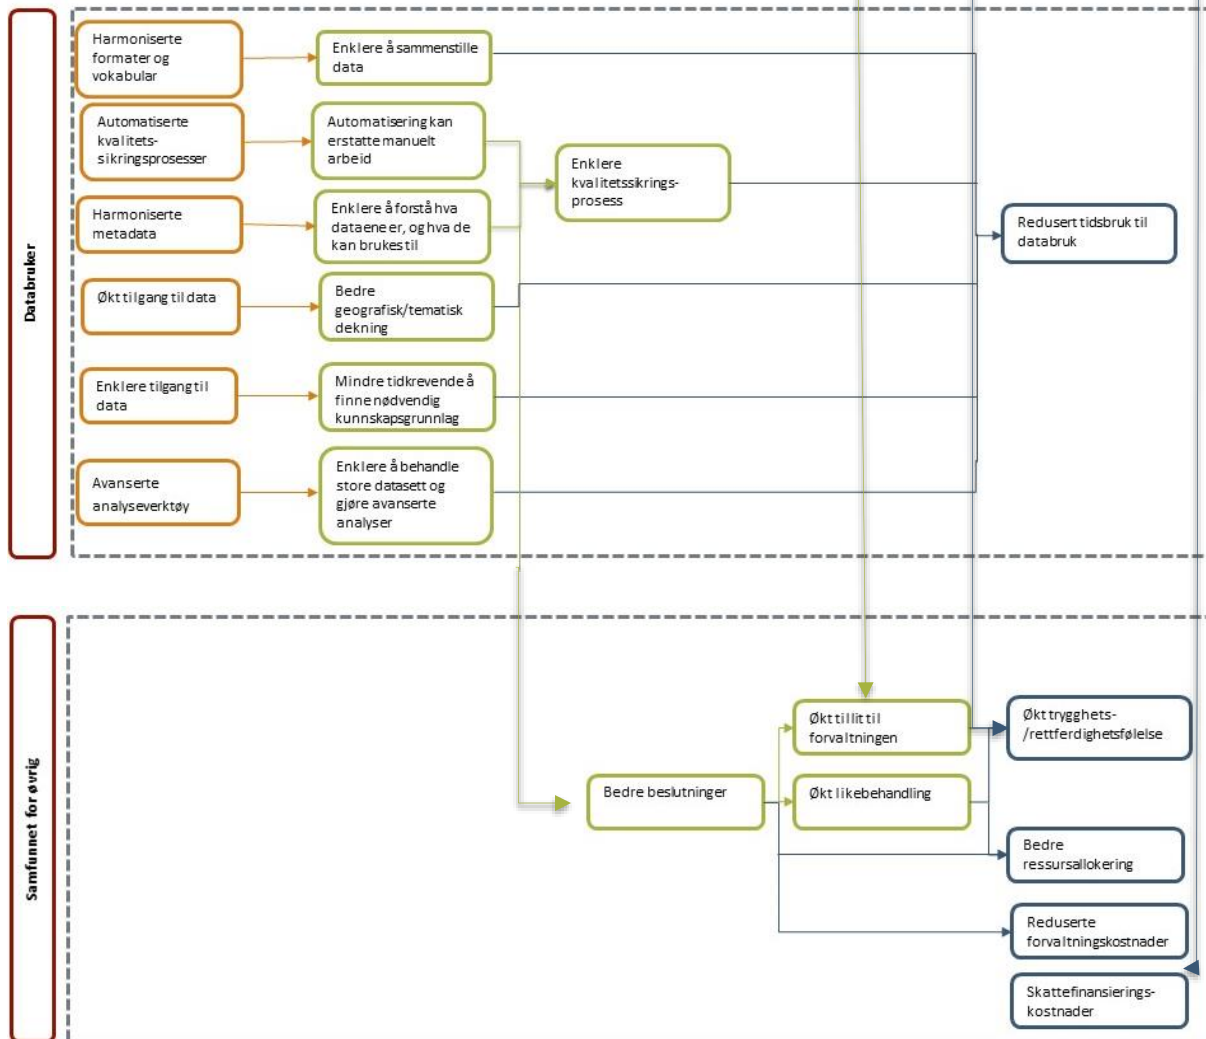 Databruker
Harmoniserte
formater og
vokabular
Enklere å sammenstille
data
Automatiserte
kvalitets-
sikringsprosesser
Automatisering kan
erstatte manuelt
arbeid
Enklere
kvalitetssikrings-
prosess
Harmoniserte
metadata
Enklere å forstå hva
dataene er, og hva de
kan brukes til
Redusert tidsbruk til
databruk
Økt tilgang til data
Bedre
geografisk/tematisk
dekning
Enklere tilgang til
data
Mindre tidkrevende å
finne nødvendig
kunnskapsgrunnlag
Avanserte
analyseverktøy
Enklere å behandle
store datasett og
gjøre avanserte
analyser
Samfunnet for øvrig
Bedre beslutninger
Økt tillit til
forvaltningen
Økt likebehandling
Økt trygghets-
/rettferdighetsfølelse
Bedre
ressursallokering
Reduserte
forvaltningskostnader
Skattefinansierings-
kostnader